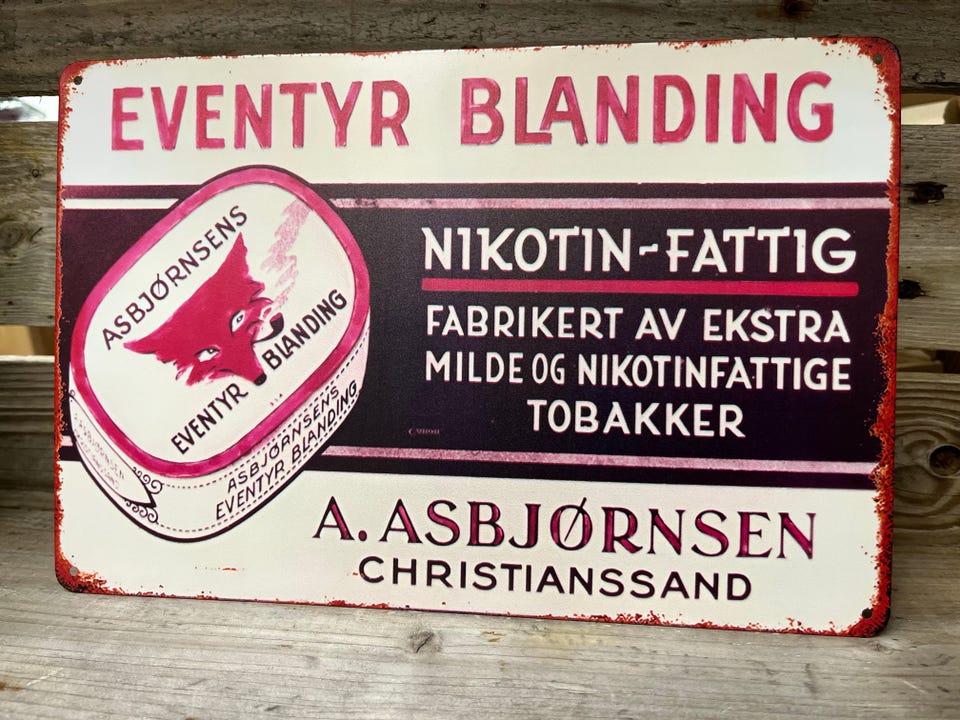 EVENTYR BLANDING
ASBJØRNSENS
EVENTYR BLANDING
ASBJØRNSENS
EVENTYR BLANDING
A. ASBJØRNSEN
NIKOTIN-FATTIG
FABRIKERT AV EKSTRA
MILDE OG NIKOTINFATTIGE
TOBAKKER
A. ASBJØRNSEN
CHRISTIANSSAND